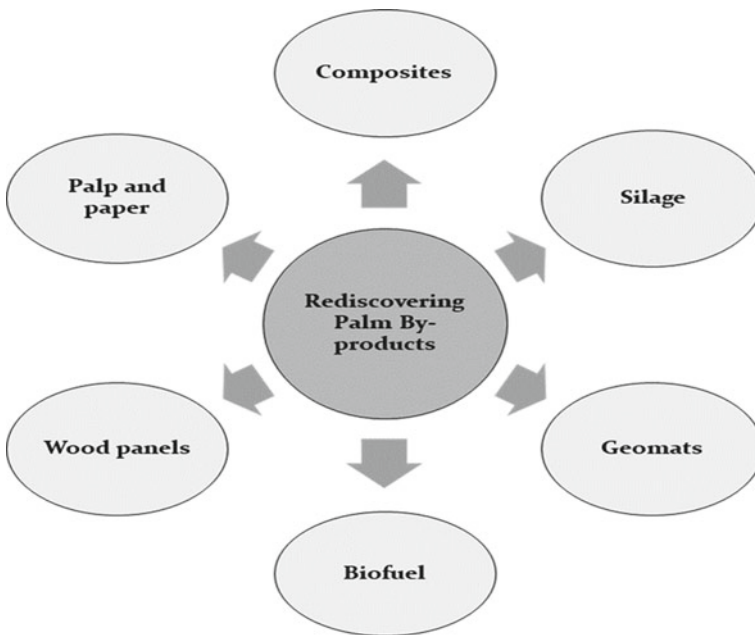 Composites
Palp and
paper
Silage
Rediscovering
Palm By-
products
Wood panels
Geomats
Biofuel